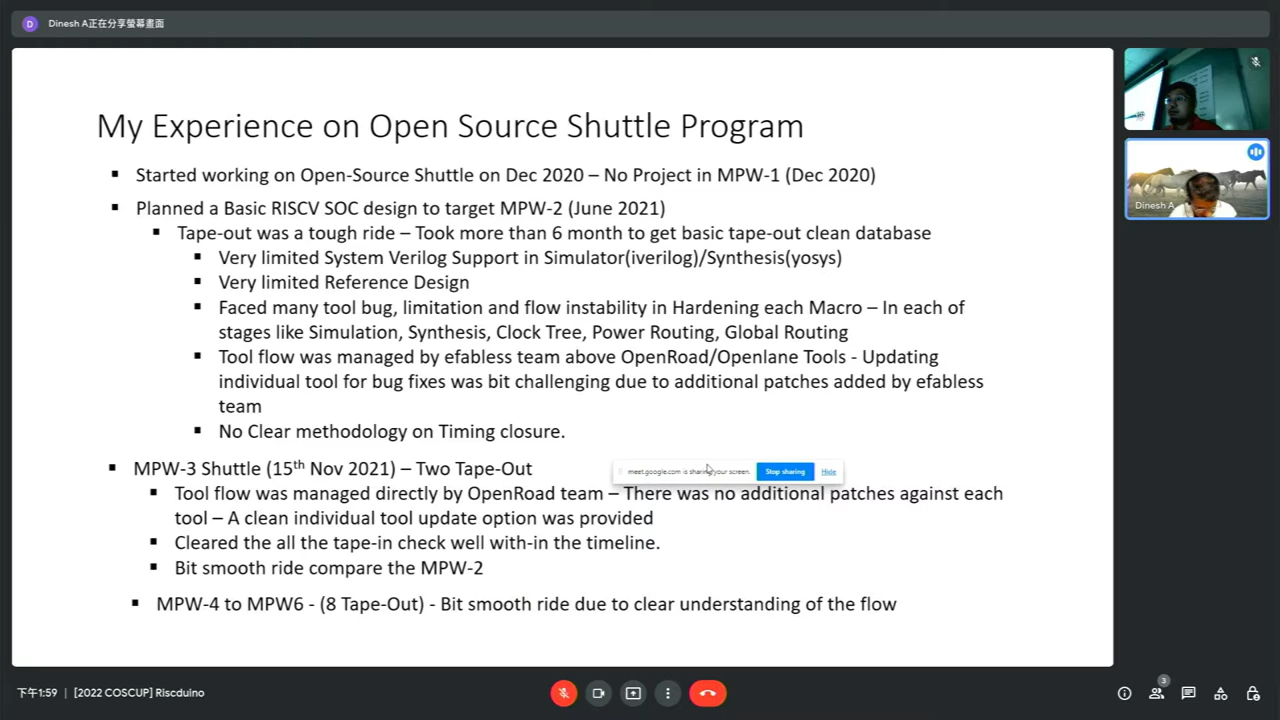 D Dinesh A正在分享螢幕畫面
My Experience on Open Source Shuttle Program
▪ Started working on Open-Source Shuttle on Dec 2020 – No Project in MPW-1 (Dec 2020)
▪ Planned a Basic RISCV SOC design to target MPW-2 (June 2021)
▪ Tape-out was a tough ride – Took more than 6 month to get basic tape-out clean database
▪ Very limited System Verilog Support in Simulator(iverilog)/Synthesis(yosys)
▪ Very limited Reference Design
▪ Faced many tool bug, limitation and flow instability in Hardening each Macro – In each of
stages like Simulation, Synthesis, Clock Tree, Power Routing, Global Routing
▪ Tool flow was managed by efabless team above OpenRoad/Openlane Tools - Updating
individual tool for bug fixes was bit challenging due to additional patches added by efabless
team
▪ No Clear methodology on Timing closure.
▪ MPW-3 Shuttle (15th Nov 2021) – Two Tape-Out
meet.google.com is sharing your screen. Stop sharing Hide
▪ Tool flow was managed directly by OpenRoad team – There was no additional patches against each
tool – A clean individual tool update option was provided
▪ Cleared the all the tape-in check well with-in the timeline.
▪ Bit smooth ride compare the MPW-2
▪ MPW-4 to MPW6 - (8 Tape-Out) - Bit smooth ride due to clear understanding of the flow
Dinesh A
下午1:59 | [2022 COSCUP] Riscduino
3